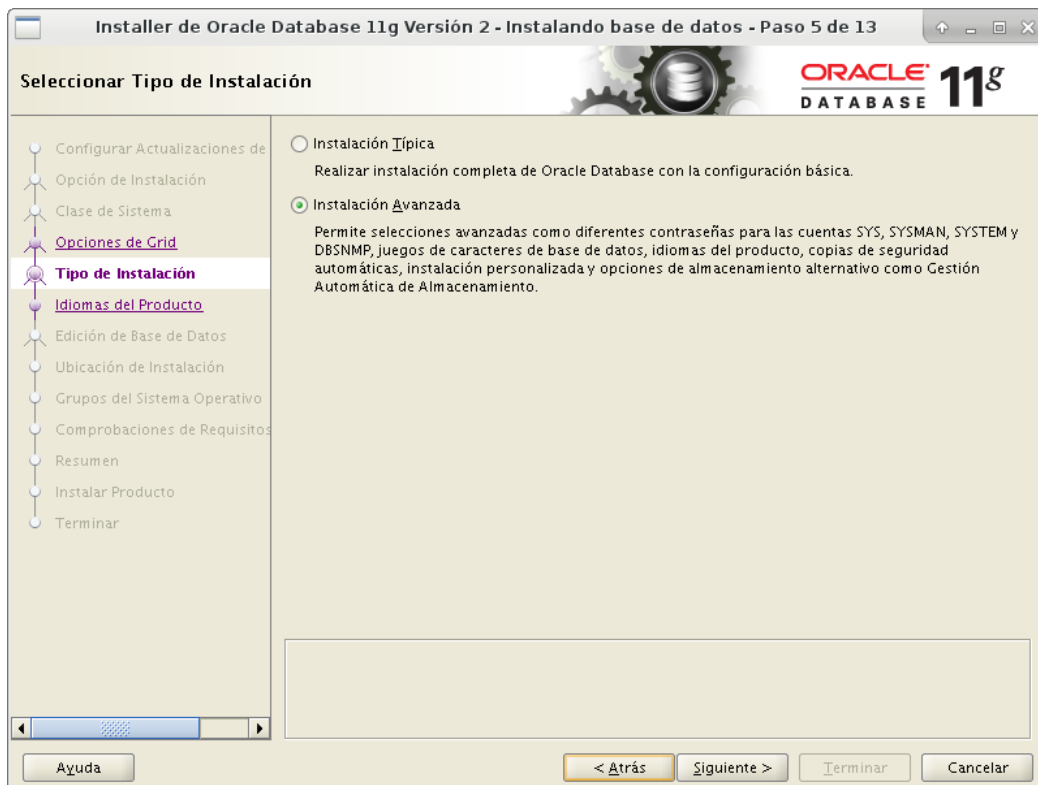 Installer de Oracle Database 11g Versión 2 - Instalando base de datos - Paso 5 de 13
Seleccionar Tipo de Instalación
ORACLE
DATABASE
11g
Configurar Actualizaciones de
Opción de Instalación
Clase de Sistema
Opciones de Grid
Tipo de Instalación
Idiomas del Producto
Edición de Base de Datos
Ubicación de Instalación
Grupos del Sistema Operativo
Comprobaciones de Requisitos
Resumen
Instalar Producto
Terminar
Instalación Típica
Realizar instalación completa de Oracle Database con la configuración básica.
Instalación Avanzada
Permite selecciones avanzadas como diferentes contraseñas para las cuentas SYS, SYSMAN, SYSTEM y
DBSNMP, juegos de caracteres de base de datos, idiomas del producto, copias de seguridad
automáticas, instalación personalizada y opciones de almacenamiento alternativo como Gestión
Automática de Almacenamiento.
Ayuda
< Atrás
Siguiente >
Terminar
Cancelar